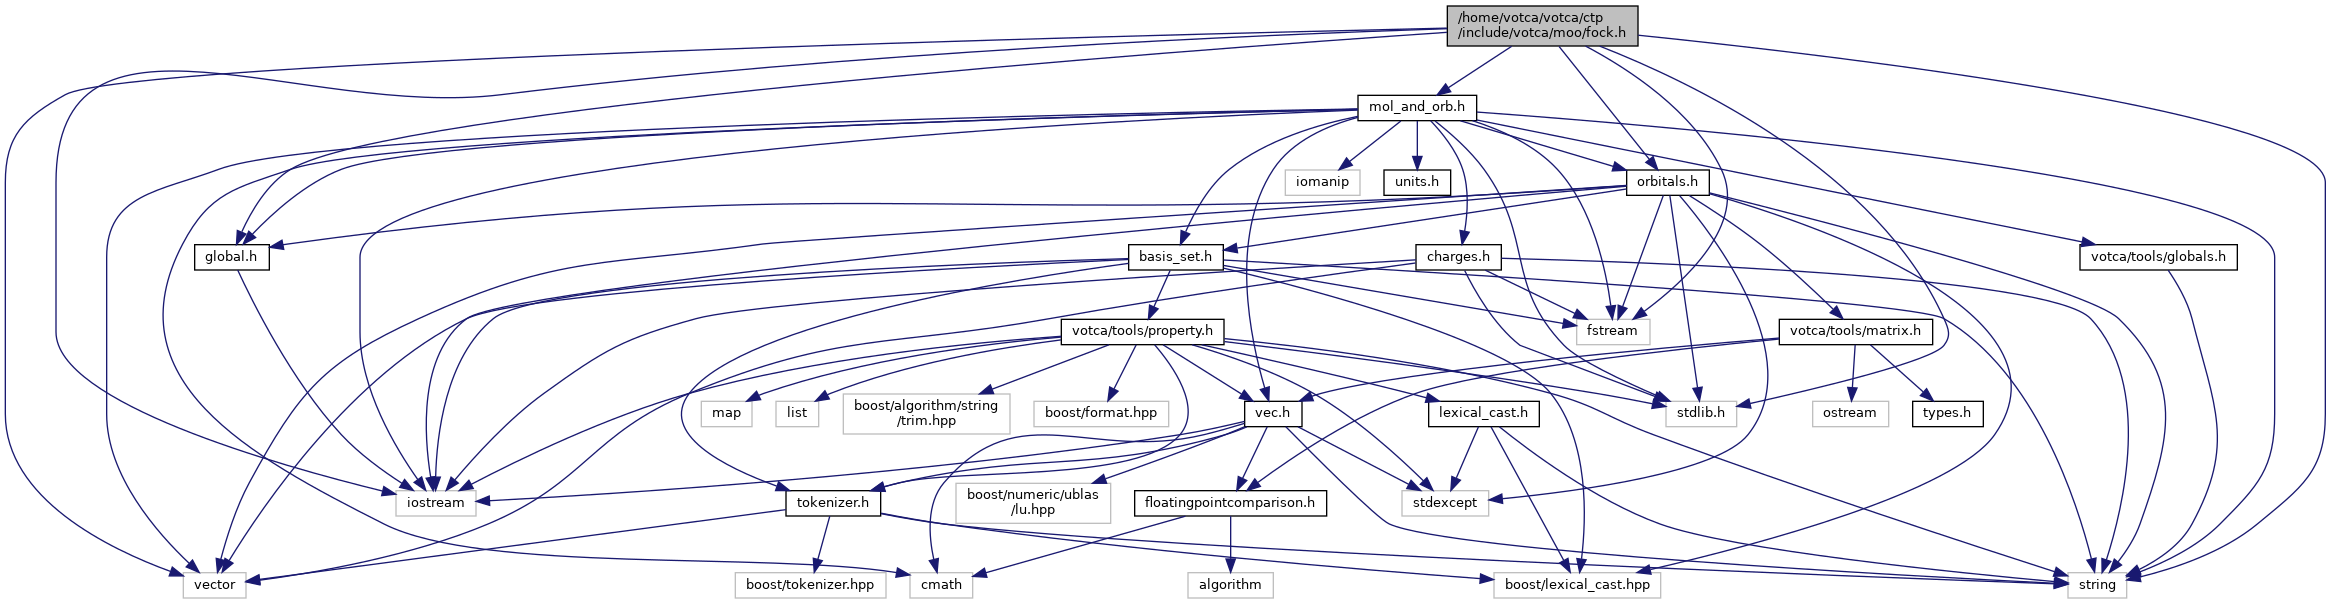 /home/votca/votca/ctp
/include/votca/moo/fock.h
mol_and_orb.h
iomanip
units.h
orbitals.h
global.h
basis_set.h
charges.h
votca/tools/globals.h
votca/tools/property.h
fstream
votca/tools/matrix.h
map
list
boost/algorithm/string
/trim.hpp
boost/format.hpp
vec.h
lexical_cast.h
stdlib.h
ostream
types.h
iostream
tokenizer.h
boost/numeric/ublas
/lu.hpp
floatingpointcomparison.h
stdexcept
vector
boost/tokenizer.hpp
cmath
algorithm
boost/lexical_cast.hpp
string